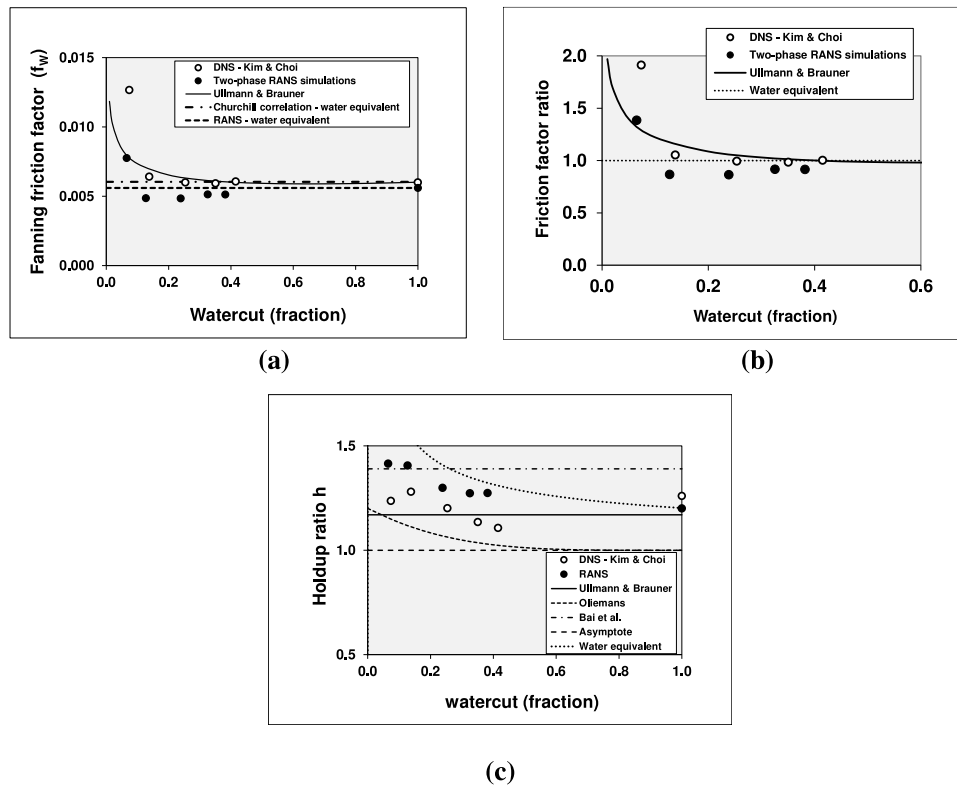 DNS - Kim & Choi
Two-phase RANS simulations
Ullmann & Brauner
Churchill correlation - water equivalent
RANS - water equivalent
Fanning friction factor (fw)
0.015
0.010
0.005
0.000
0.0 0.2 0.4 0.6 0.8 1.0
Watercut (fraction)
(a)
DNS - Kim & Choi
Two-phase RANS simulations
Ullmann & Brauner
Water equivalent
Friction factor ratio
2.0
1.5
1.0
0.5
0.0
0.0 0.2 0.4 0.6
Watercut (fraction)
(b)
Holdup ratio h
1.5
1.0
0.5
DNS - Kim & Choi
RANS
Ullmann & Brauner
Oliemans
Bai et al.
Asymptote
Water equivalent
0.0 0.2 0.4 0.6 0.8 1.0
watercut (fraction)
(c)